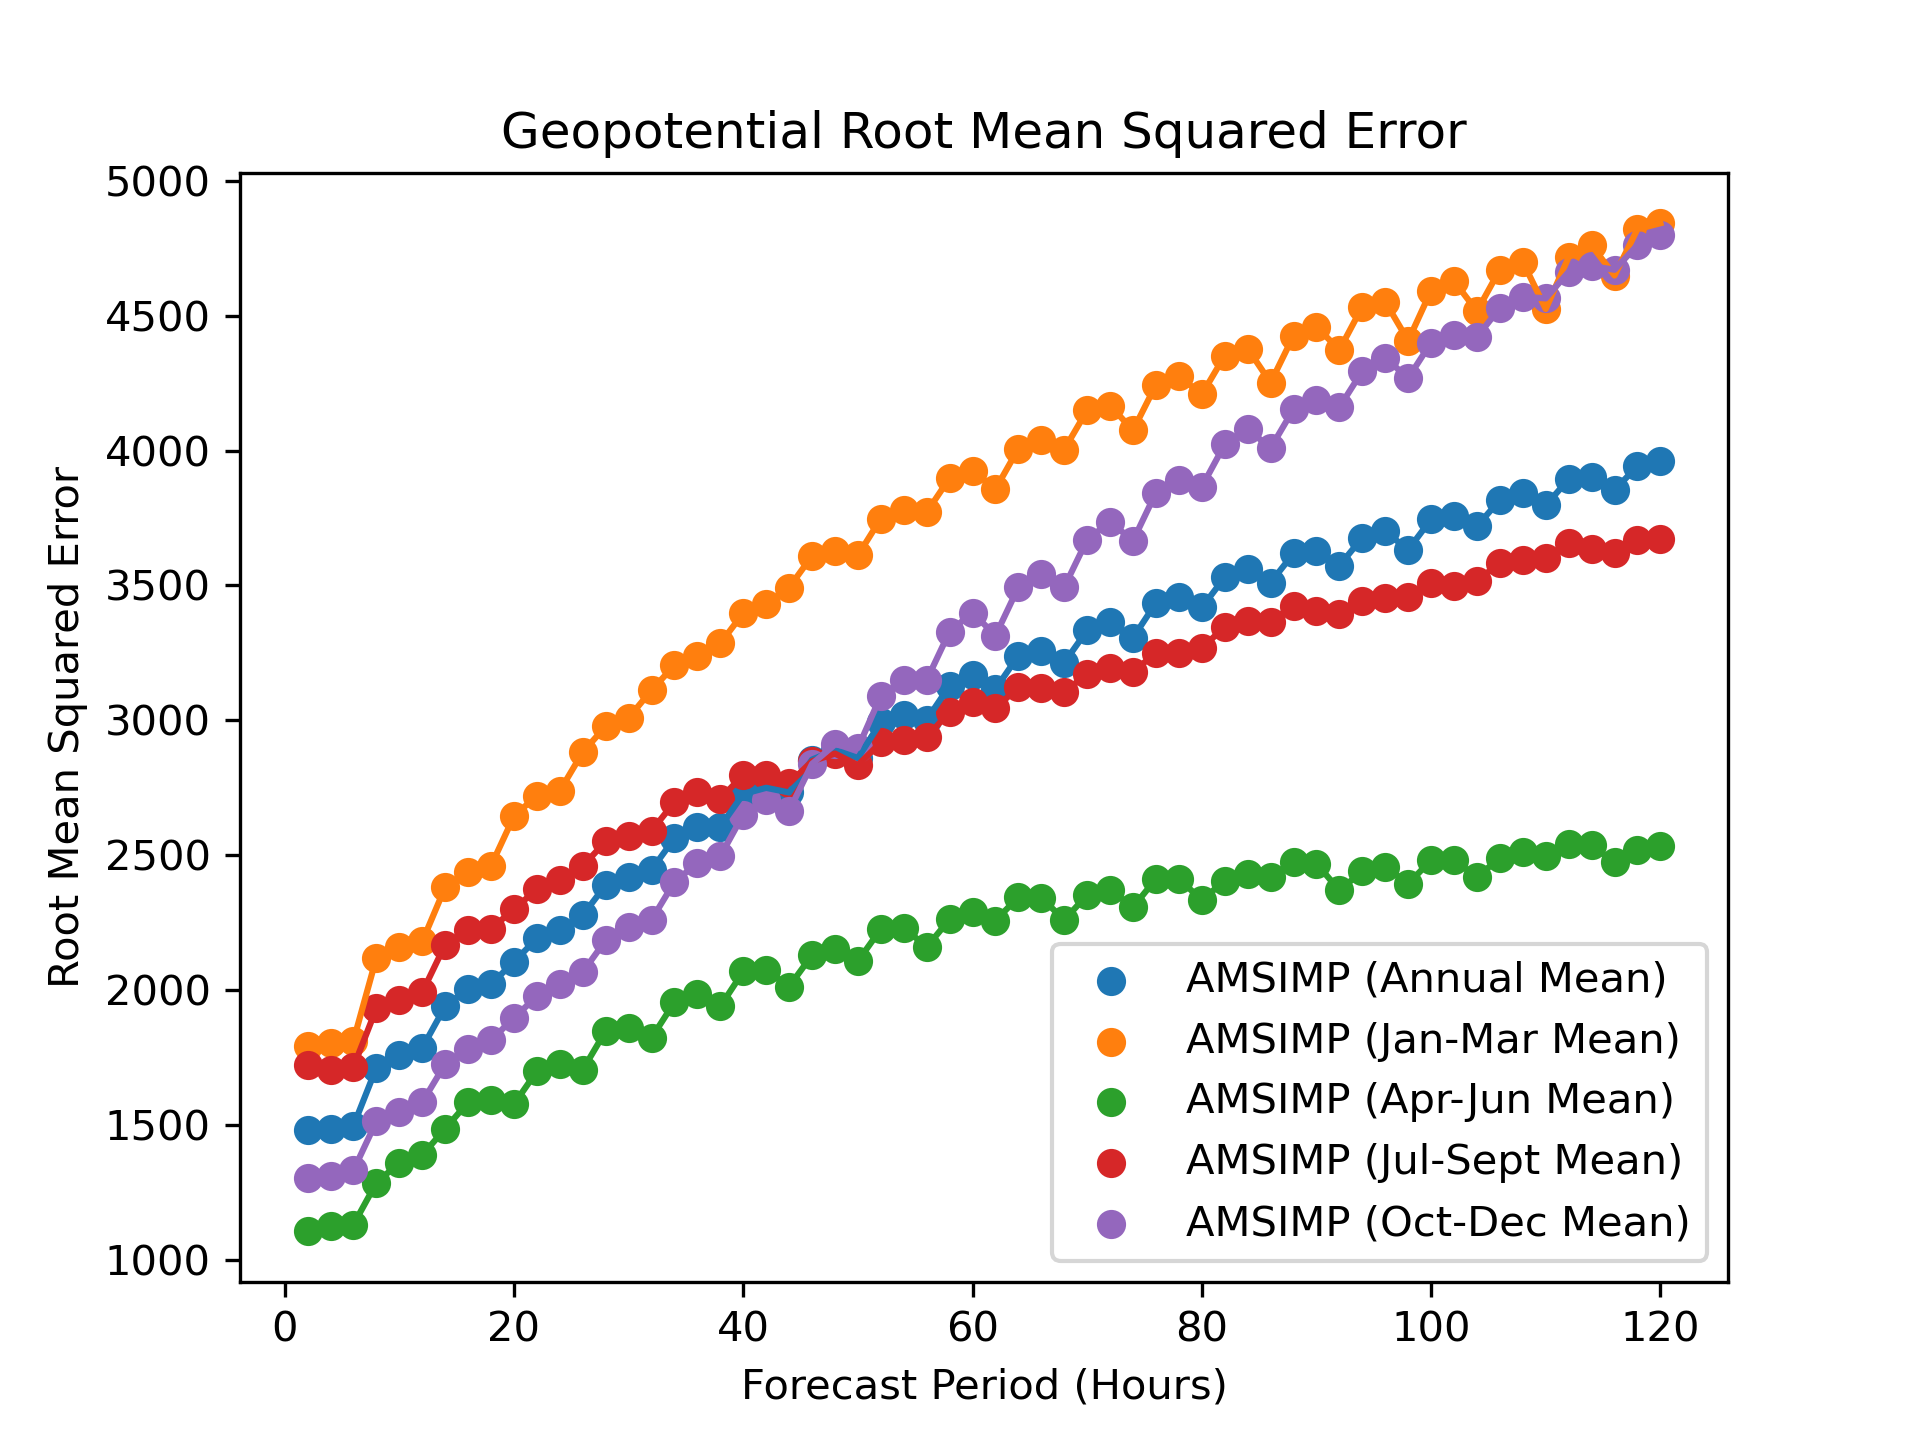 Geopotential Root Mean Squared Error
5000
4500
4000
3500
3000
2500
2000
1500
1000
Root Mean Squared Error
AMSIMP (Annual Mean)
AMSIMP (Jan-Mar Mean)
AMSIMP (Apr-Jun Mean)
AMSIMP (Jul-Sept Mean)
AMSIMP (Oct-Dec Mean)
0 20 40 60 80 100 120
Forecast Period (Hours)